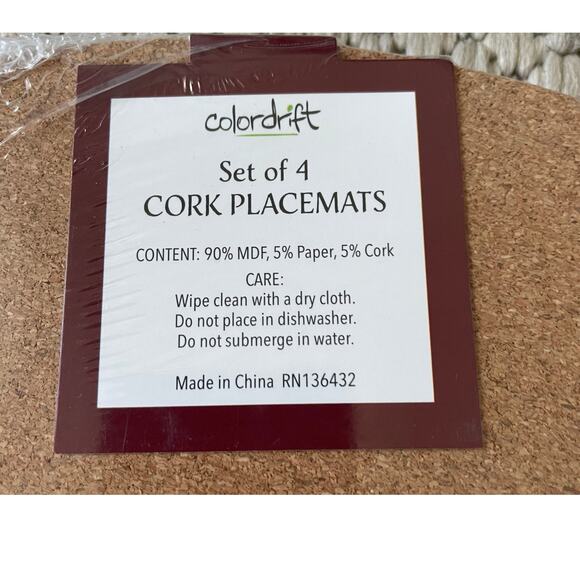 colordrift
Set of 4
CORK PLACEMATS
CONTENT: 90% MDF, 5% Paper, 5% Cork
CARE:
Wipe clean with a dry cloth.
Do not place in dishwasher.
Do not submerge in water.
Made in China RN136432